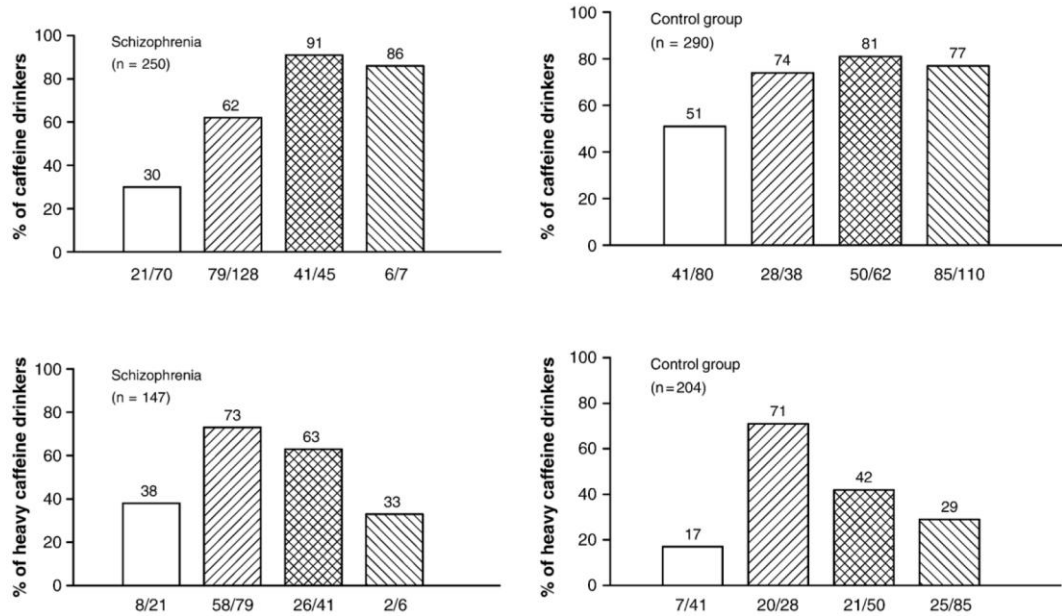 % of caffeine drinkers
100
80
60
40
20
0
Schizophrenia
(n = 250)
30
62
91
86
21/70 79/128 41/45 6/7
% of caffeine drinkers
100
80
60
40
20
0
Control group
(n = 290)
51
74
81
77
41/80 28/38 50/62 85/110
% of heavy caffeine drinkers
100
80
60
40
20
0
Schizophrenia
(n = 147)
38
73
63
33
8/21 58/79 26/41 2/6
% of heavy caffeine drinkers
100
80
60
40
20
0
Control group
(n=204)
17
71
42
29
7/41 20/28 21/50 25/85